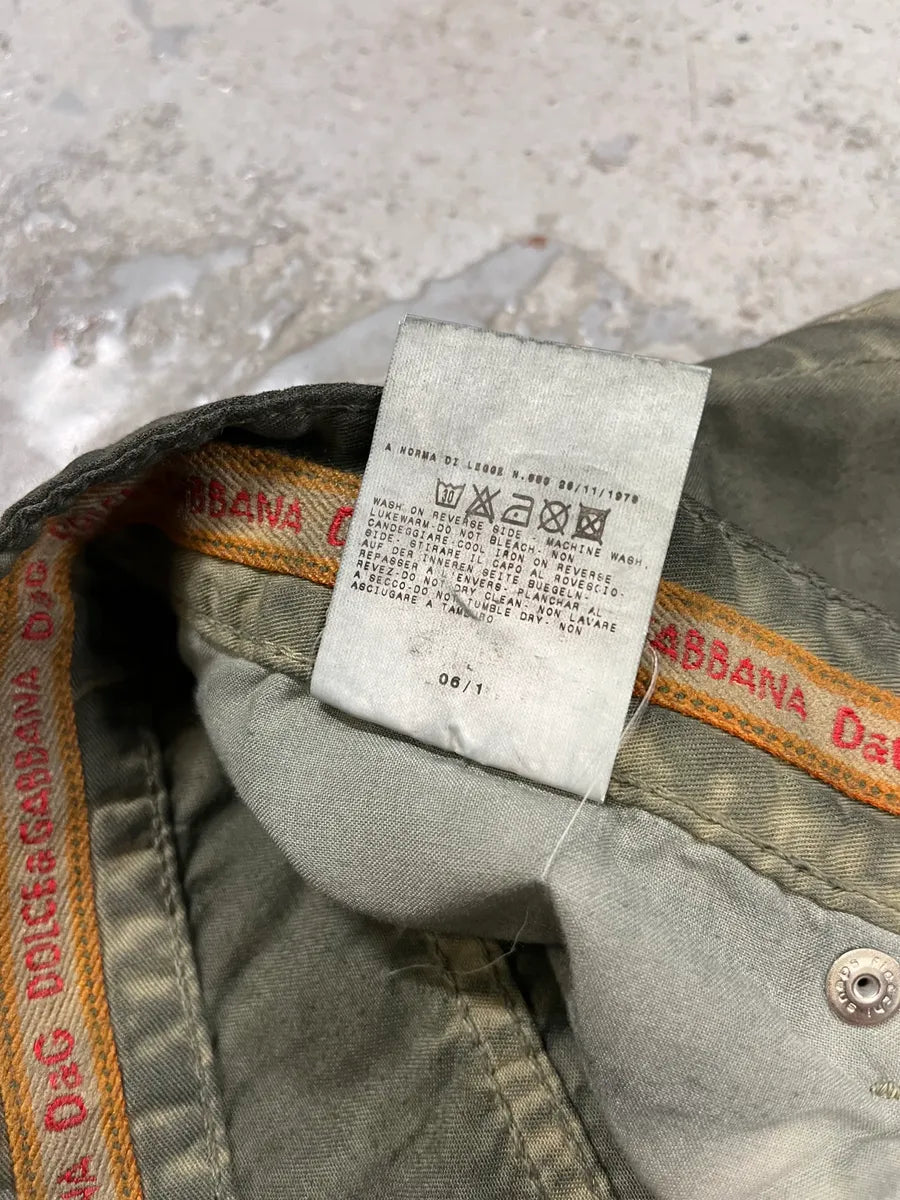 A NORMA DI LEGGE N.883 26/11/1973
30
WASH ON REVERSE SIDE. MACHINE WASH.
LUKEWARM-DO NOT BLEACH- NON
CANDEGGIARE.COOL IRON ON REVERSE
SIDE. STIRARE IL CAPO AL ROVESCIO-
AUF DER INNEREN SEITE BUEGELN-
REPASSER A L'ENVERS- PLANCHAR AL
REVEZ-DO NOT DRY CLEAN- NON LAVARE
A SECCO-DO NOT TUMBLE DRY- NON
ASCIUGARE A TAMBURO
06/1
BBANA
ABBANA D&G
DOLCE&GABBANA D&G
D&G